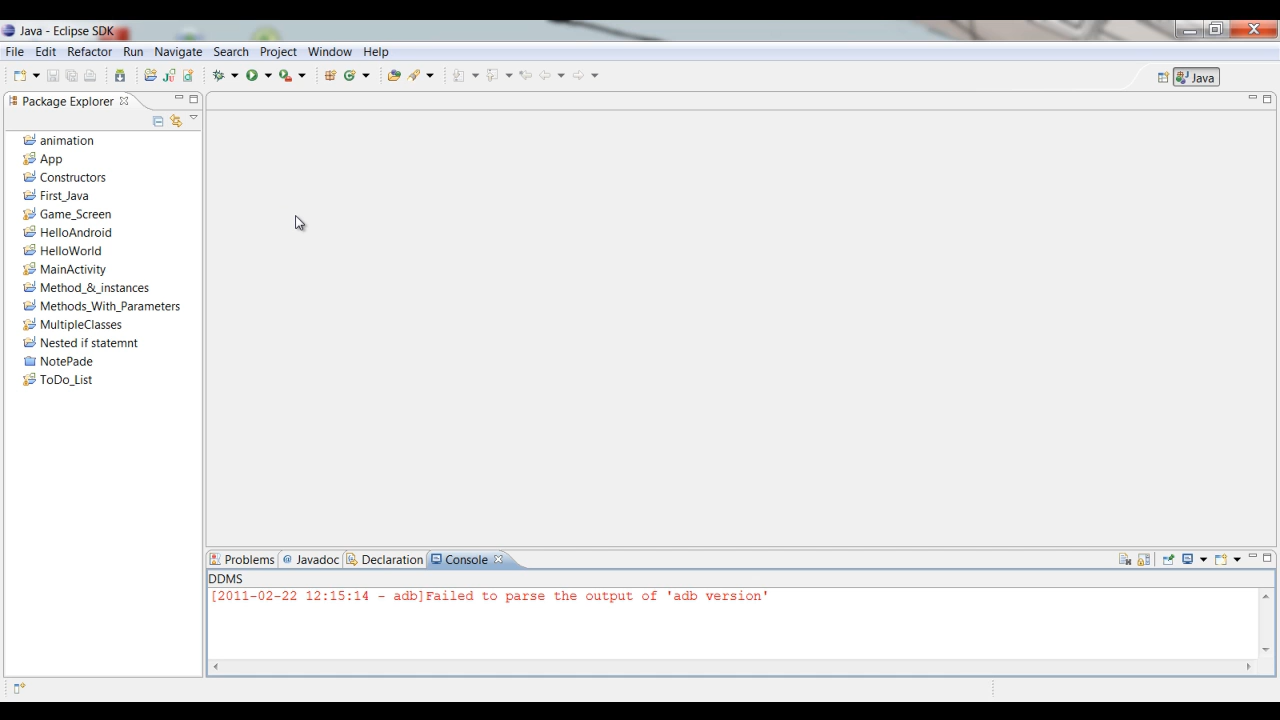 Java - Eclipse SDK
File Edit Refactor Run Navigate Search Project Window Help
Java
Package Explorer
animation
App
Constructors
First_Java
Game_Screen
HelloAndroid
HelloWorld
MainActivity
Method_&_instances
Methods_With_Parameters
MultipleClasses
Nested if statemnt
NotePade
ToDo_List
Problems @ Javadoc Declaration Console
DDMS
[2011-02-22 12:15:14 - adb]Failed to parse the output of 'adb version'